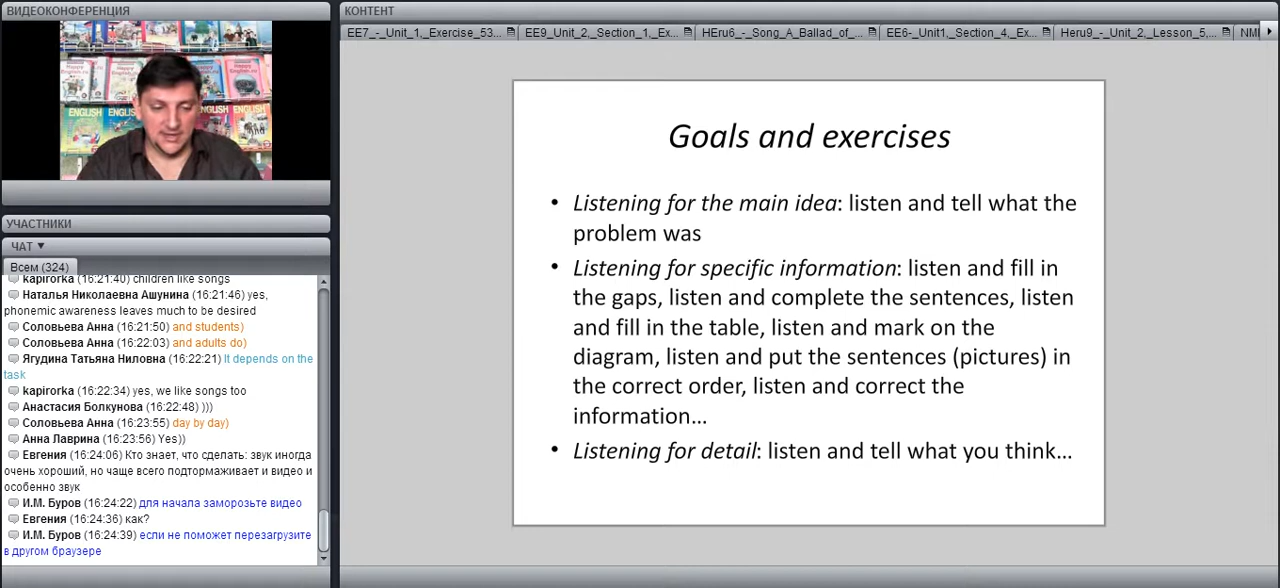 ВИДЕОКОНФЕРЕНЦИЯ
ENGLISH
ENGLISH
УЧАСТНИКИ
ЧАТ ▼
Всем (324)
kapirorka (16:21:40) children like songs
Наталья Николаевна Ашунина (16:21:46) yes,
phonemic awareness leaves much to be desired
Соловьева Анна (16:21:50) and students)
Соловьева Анна (16:22:03) and adults do)
Ягудина Татьяна Ниловна (16:22:21) It depends on the
task
kapirorka (16:22:34) yes, we like songs too
Анастасия Болкунова (16:22:48) )))
Соловьева Анна (16:23:55) day by day)
Анна Лаврина (16:23:56) Yes))
Евгения (16:24:06) Кто знает, что сделать: звук иногда
очень хороший, но чаще всего подтормаживает и видео и
особенно звук
И.М. Буров (16:24:22) для начала заморозьте видео
Евгения (16:24:36) как?
И.М. Буров (16:24:39) если не поможет перезагрузите
в другом браузере
КОНТЕНТ
EE7_-_Unit_1,_Exercise_53... EE9_Unit_2,_Section_1,_Ex... HEru6_-_Song_A_Ballad_of_... EE6-_Unit1,_Section_4,_Ex... Heru9_-_Unit_2,_Lesson_5,... NMI
Goals and exercises
• Listening for the main idea: listen and tell what the
problem was
• Listening for specific information: listen and fill in
the gaps, listen and complete the sentences, listen
and fill in the table, listen and mark on the
diagram, listen and put the sentences (pictures) in
the correct order, listen and correct the
information…
• Listening for detail: listen and tell what you think…